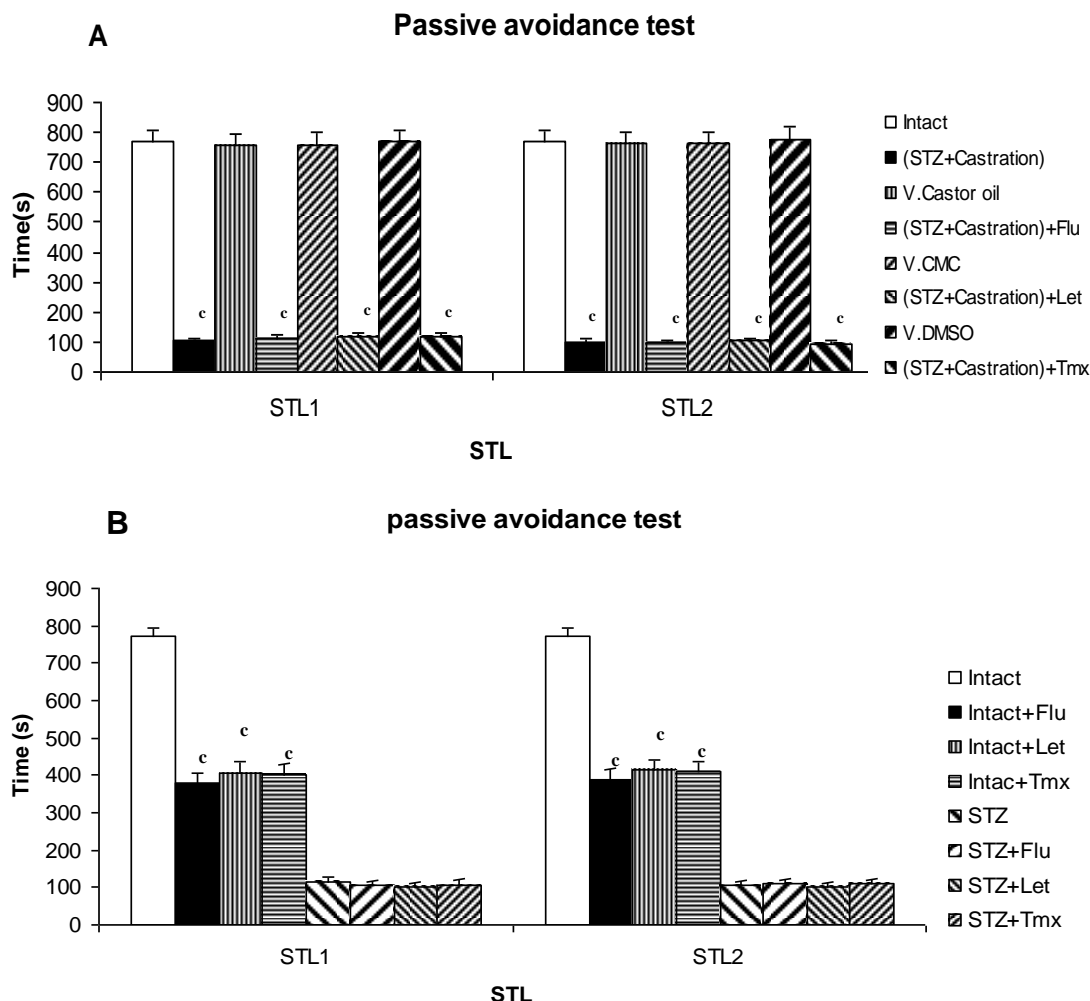 A
Passive avoidance test
900
800
700
600
500
400
300
200
100
0
Time(s)
c c c c c c c c
STL1 STL2
STL
Intact
(STZ+Castration)
V.Castor oil
(STZ+Castration)+Flu
V.CMC
(STZ+Castration)+Let
V.DMSO
(STZ+Castration)+Tmx
B
passive avoidance test
900
800
700
600
500
400
300
200
100
0
Time (s)
c c c c c c
STL1 STL2
STL
Intact
Intact+Flu
Intact+Let
Intac+Tmx
STZ
STZ+Flu
STZ+Let
STZ+Tmx